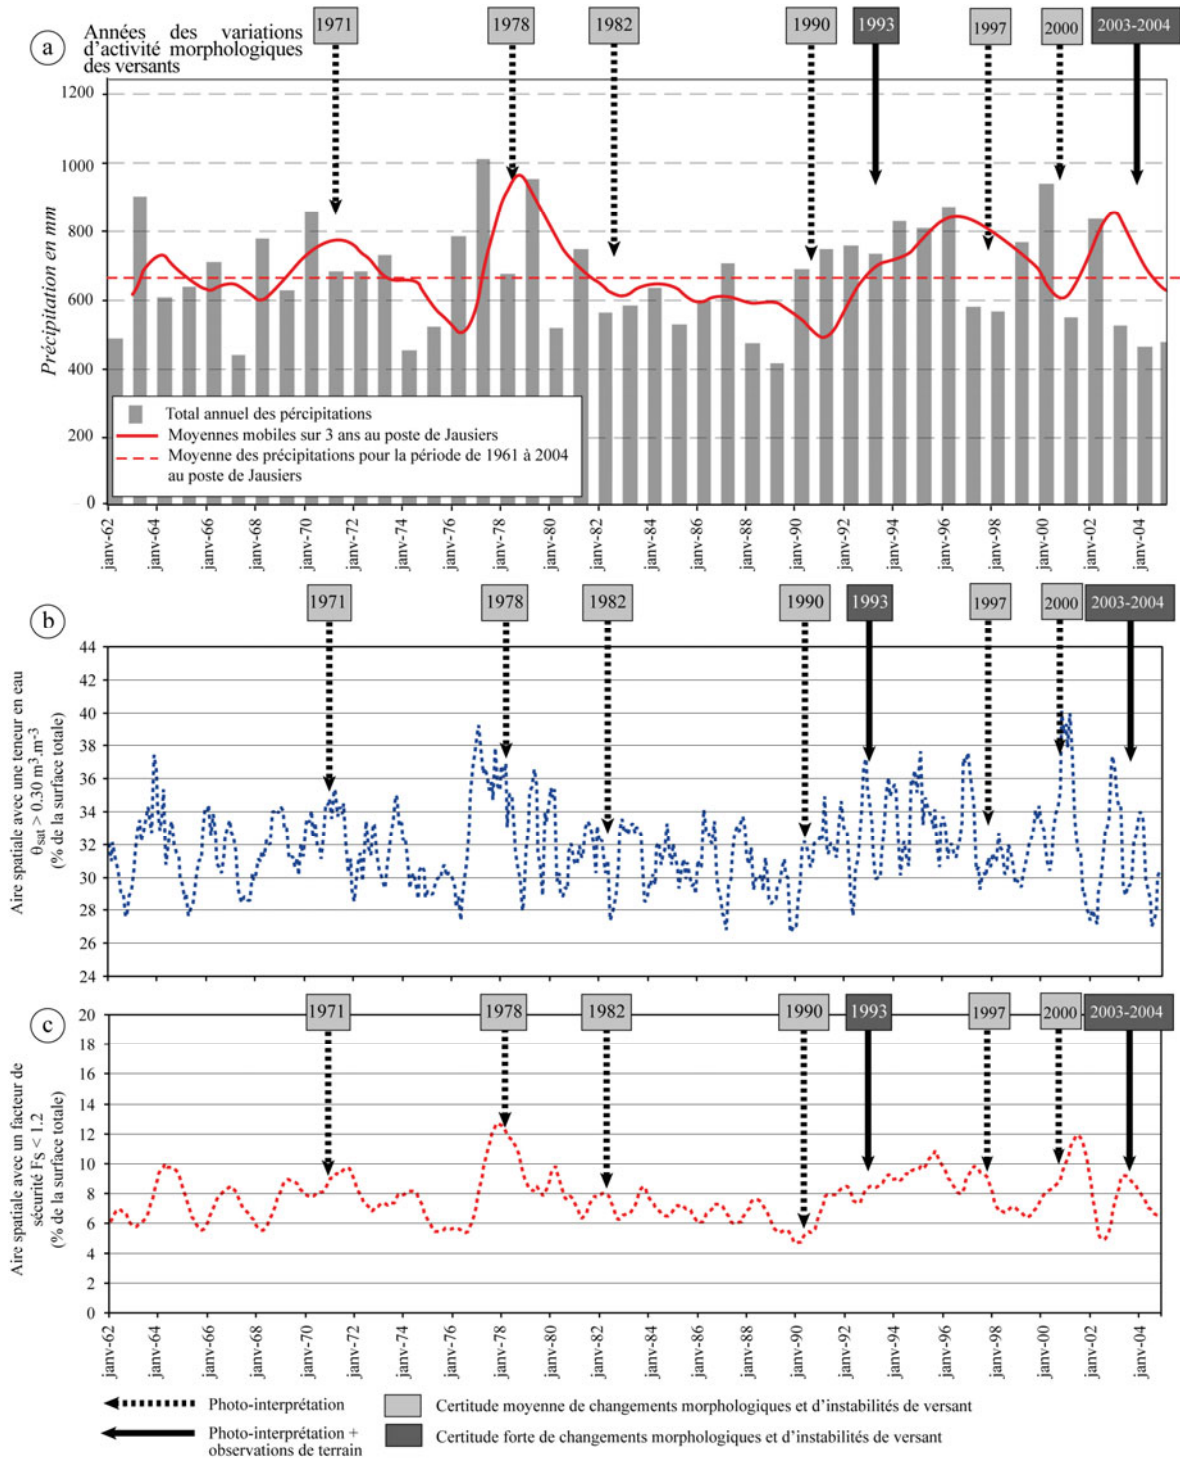 a
Années des variations
d'activité morphologiques
des versants
1971
1978
1982
1990
1993
1997
2000
2003-2004
Précipitation en mm
1200
1000
800
600
400
200
0
Total annuel des pércipitations
Moyennes mobiles sur 3 ans au poste de Jausiers
Moyenne des précipitations pour la période de 1961 à 2004
au poste de Jausiers
janv-62
janv-64
janv-66
janv-68
janv-70
janv-72
janv-74
janv-76
janv-78
janv-80
janv-82
janv-84
janv-86
janv-88
janv-90
janv-92
janv-94
janv-96
janv-98
janv-00
janv-02
janv-04
b
1971
1978
1982
1990
1993
1997
2000
2003-2004
Aire spatiale avec une teneur en eau
θsat > 0.30 m³.m⁻³
(% de la surface totale)
44
42
40
38
36
34
32
30
28
26
24
c
1971
1978
1982
1990
1993
1997
2000
2003-2004
Aire spatiale avec un facteur de
sécurité FS < 1.2
(% de la surface totale)
20
18
16
14
12
10
8
6
4
2
0
janv-62
janv-64
janv-66
janv-68
janv-70
janv-72
janv-74
janv-76
janv-78
janv-80
janv-82
janv-84
janv-86
janv-88
janv-90
janv-92
janv-94
janv-96
janv-98
janv-00
janv-02
janv-04
Photo-interprétation
Certitude moyenne de changements morphologiques et d'instabilités de versant
Photo-interprétation +
observations de terrain
Certitude forte de changements morphologiques et d'instabilités de versant